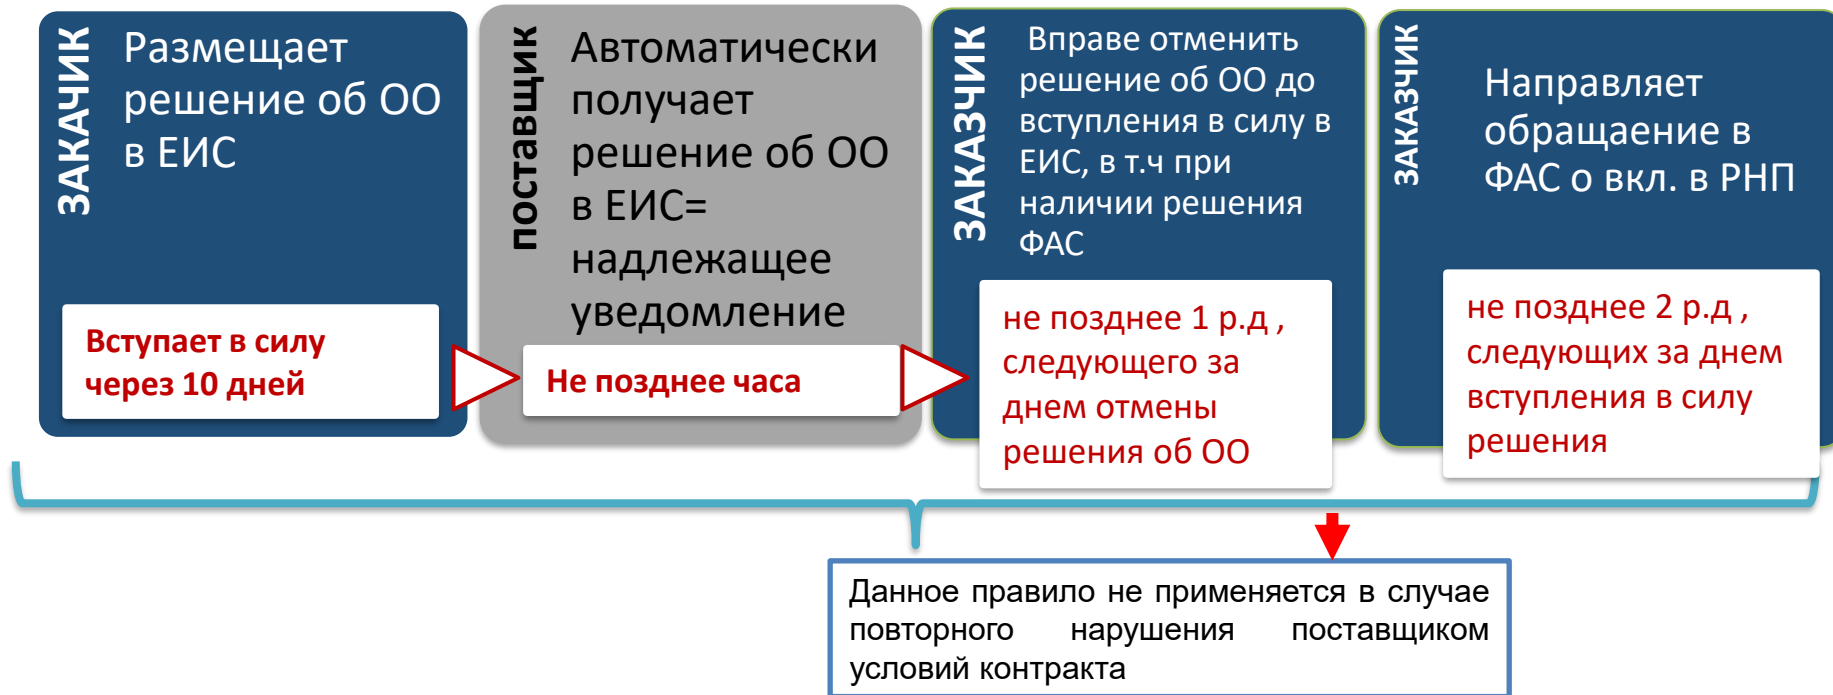 ЗАКАЧИК
Размещает
решение об ОО
в ЕИС
Вступает в силу
через 10 дней
поставщик
Автоматически
получает
решение об ОО
в ЕИС=
надлежащее
уведомление
Не позднее часа
ЗАКАЗЧИК
Вправе отменить
решение об ОО до
вступления в силу в
ЕИС, в т.ч при
наличии решения
ФАС
не позднее 1 р.д ,
следующего за
днем отмены
решения об ОО
ЗАКАЗЧИК
Направляет
обращаение в
ФАС о вкл. в РНП
не позднее 2 р.д ,
следующих за днем
вступления в силу
решения
Данное правило не применяется в случае
повторного нарушения поставщиком
условий контракта